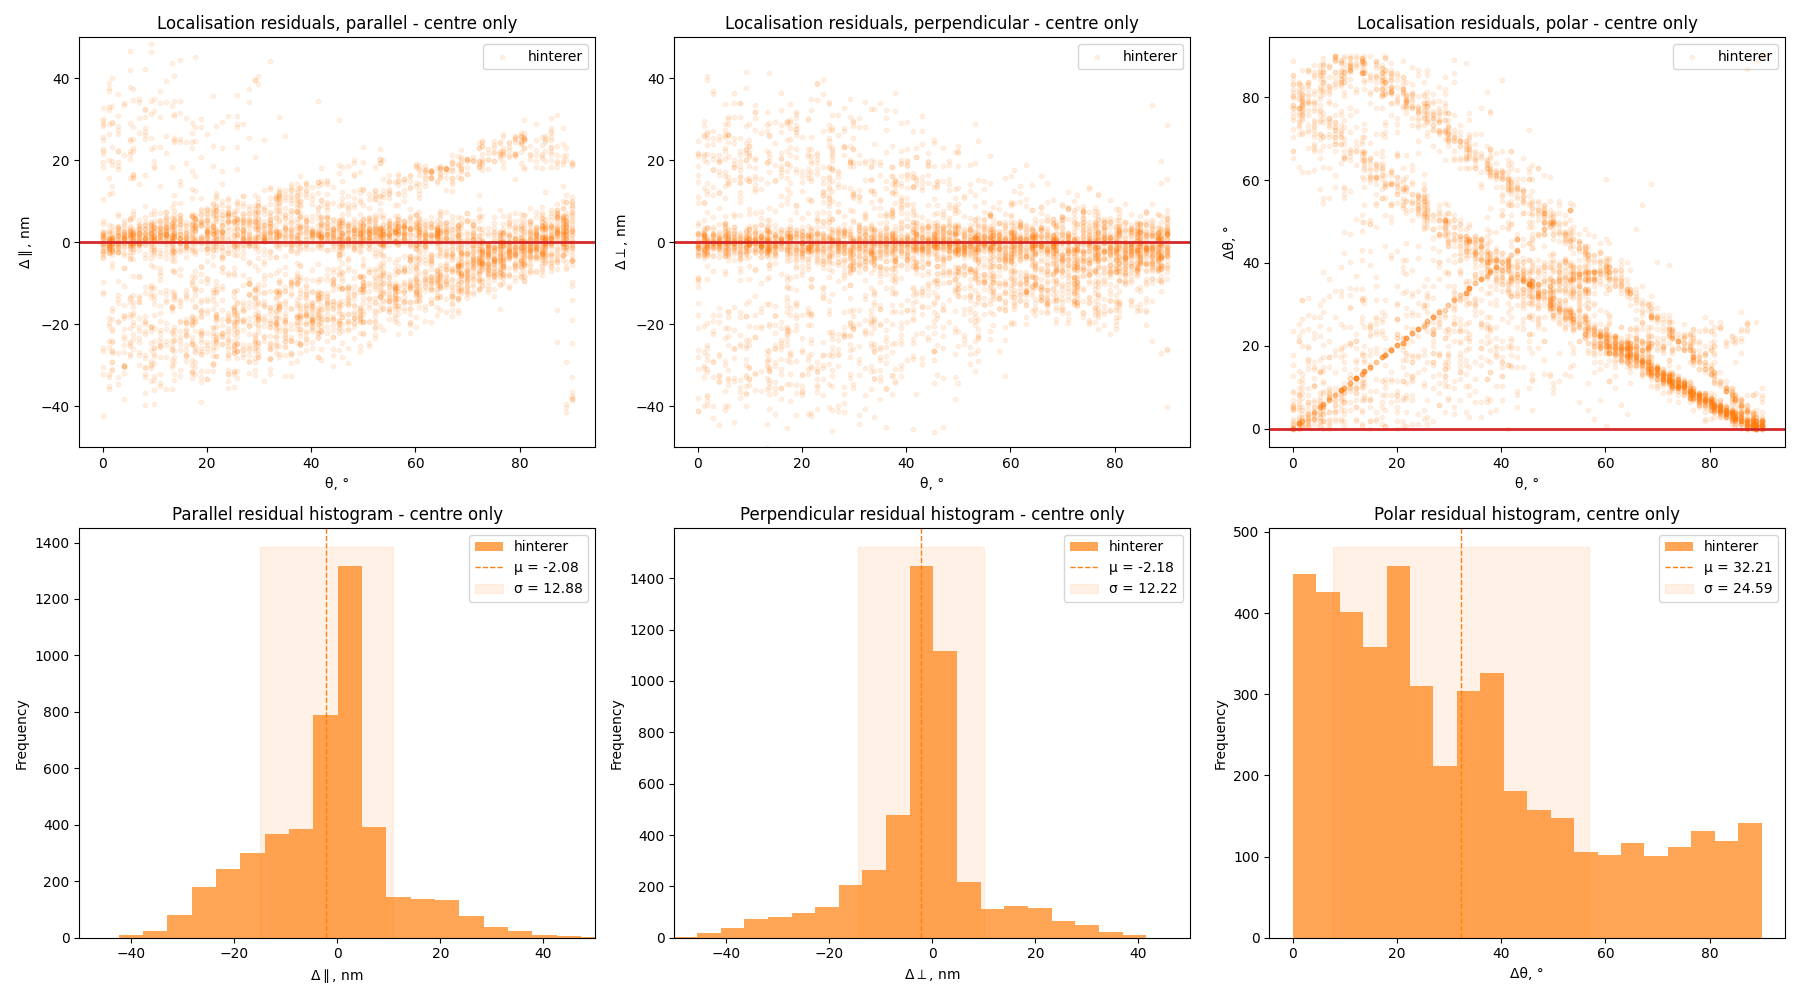 Localisation residuals, parallel - centre only
hinterer
40
20
0
−20
−40
Δ∥, nm
0 20 40 60 80
θ, °
Localisation residuals, perpendicular - centre only
hinterer
40
20
0
−20
−40
Δ⊥, nm
0 20 40 60 80
θ, °
Localisation residuals, polar - centre only
hinterer
80
60
40
20
0
Δθ, °
0 20 40 60 80
θ, °
Parallel residual histogram - centre only
hinterer
μ = -2.08
σ = 12.88
1400
1200
1000
800
600
400
200
0
Frequency
−40 −20 0 20 40
Δ∥, nm
Perpendicular residual histogram - centre only
hinterer
μ = -2.18
σ = 12.22
1400
1200
1000
800
600
400
200
0
Frequency
−40 −20 0 20 40
Δ⊥, nm
Polar residual histogram, centre only
hinterer
μ = 32.21
σ = 24.59
500
400
300
200
100
0
Frequency
0 20 40 60 80
Δθ, °